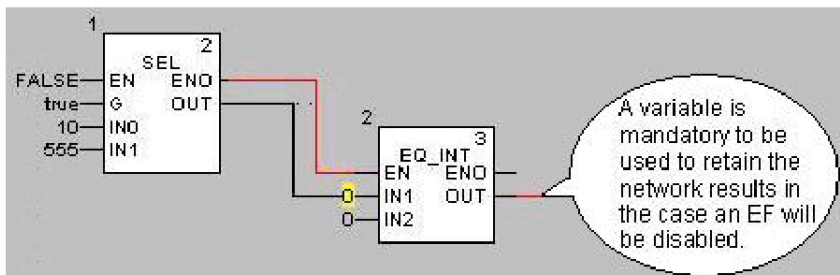 1
2
SEL
FALSE EN ENO
true G OUT
10 IN0
555 IN1
2
3
EQ_INT
EN ENO
0 IN1 OUT
0 IN2
A variable is
mandatory to be
used to retain the
network results in
the case an EF will
be disabled.